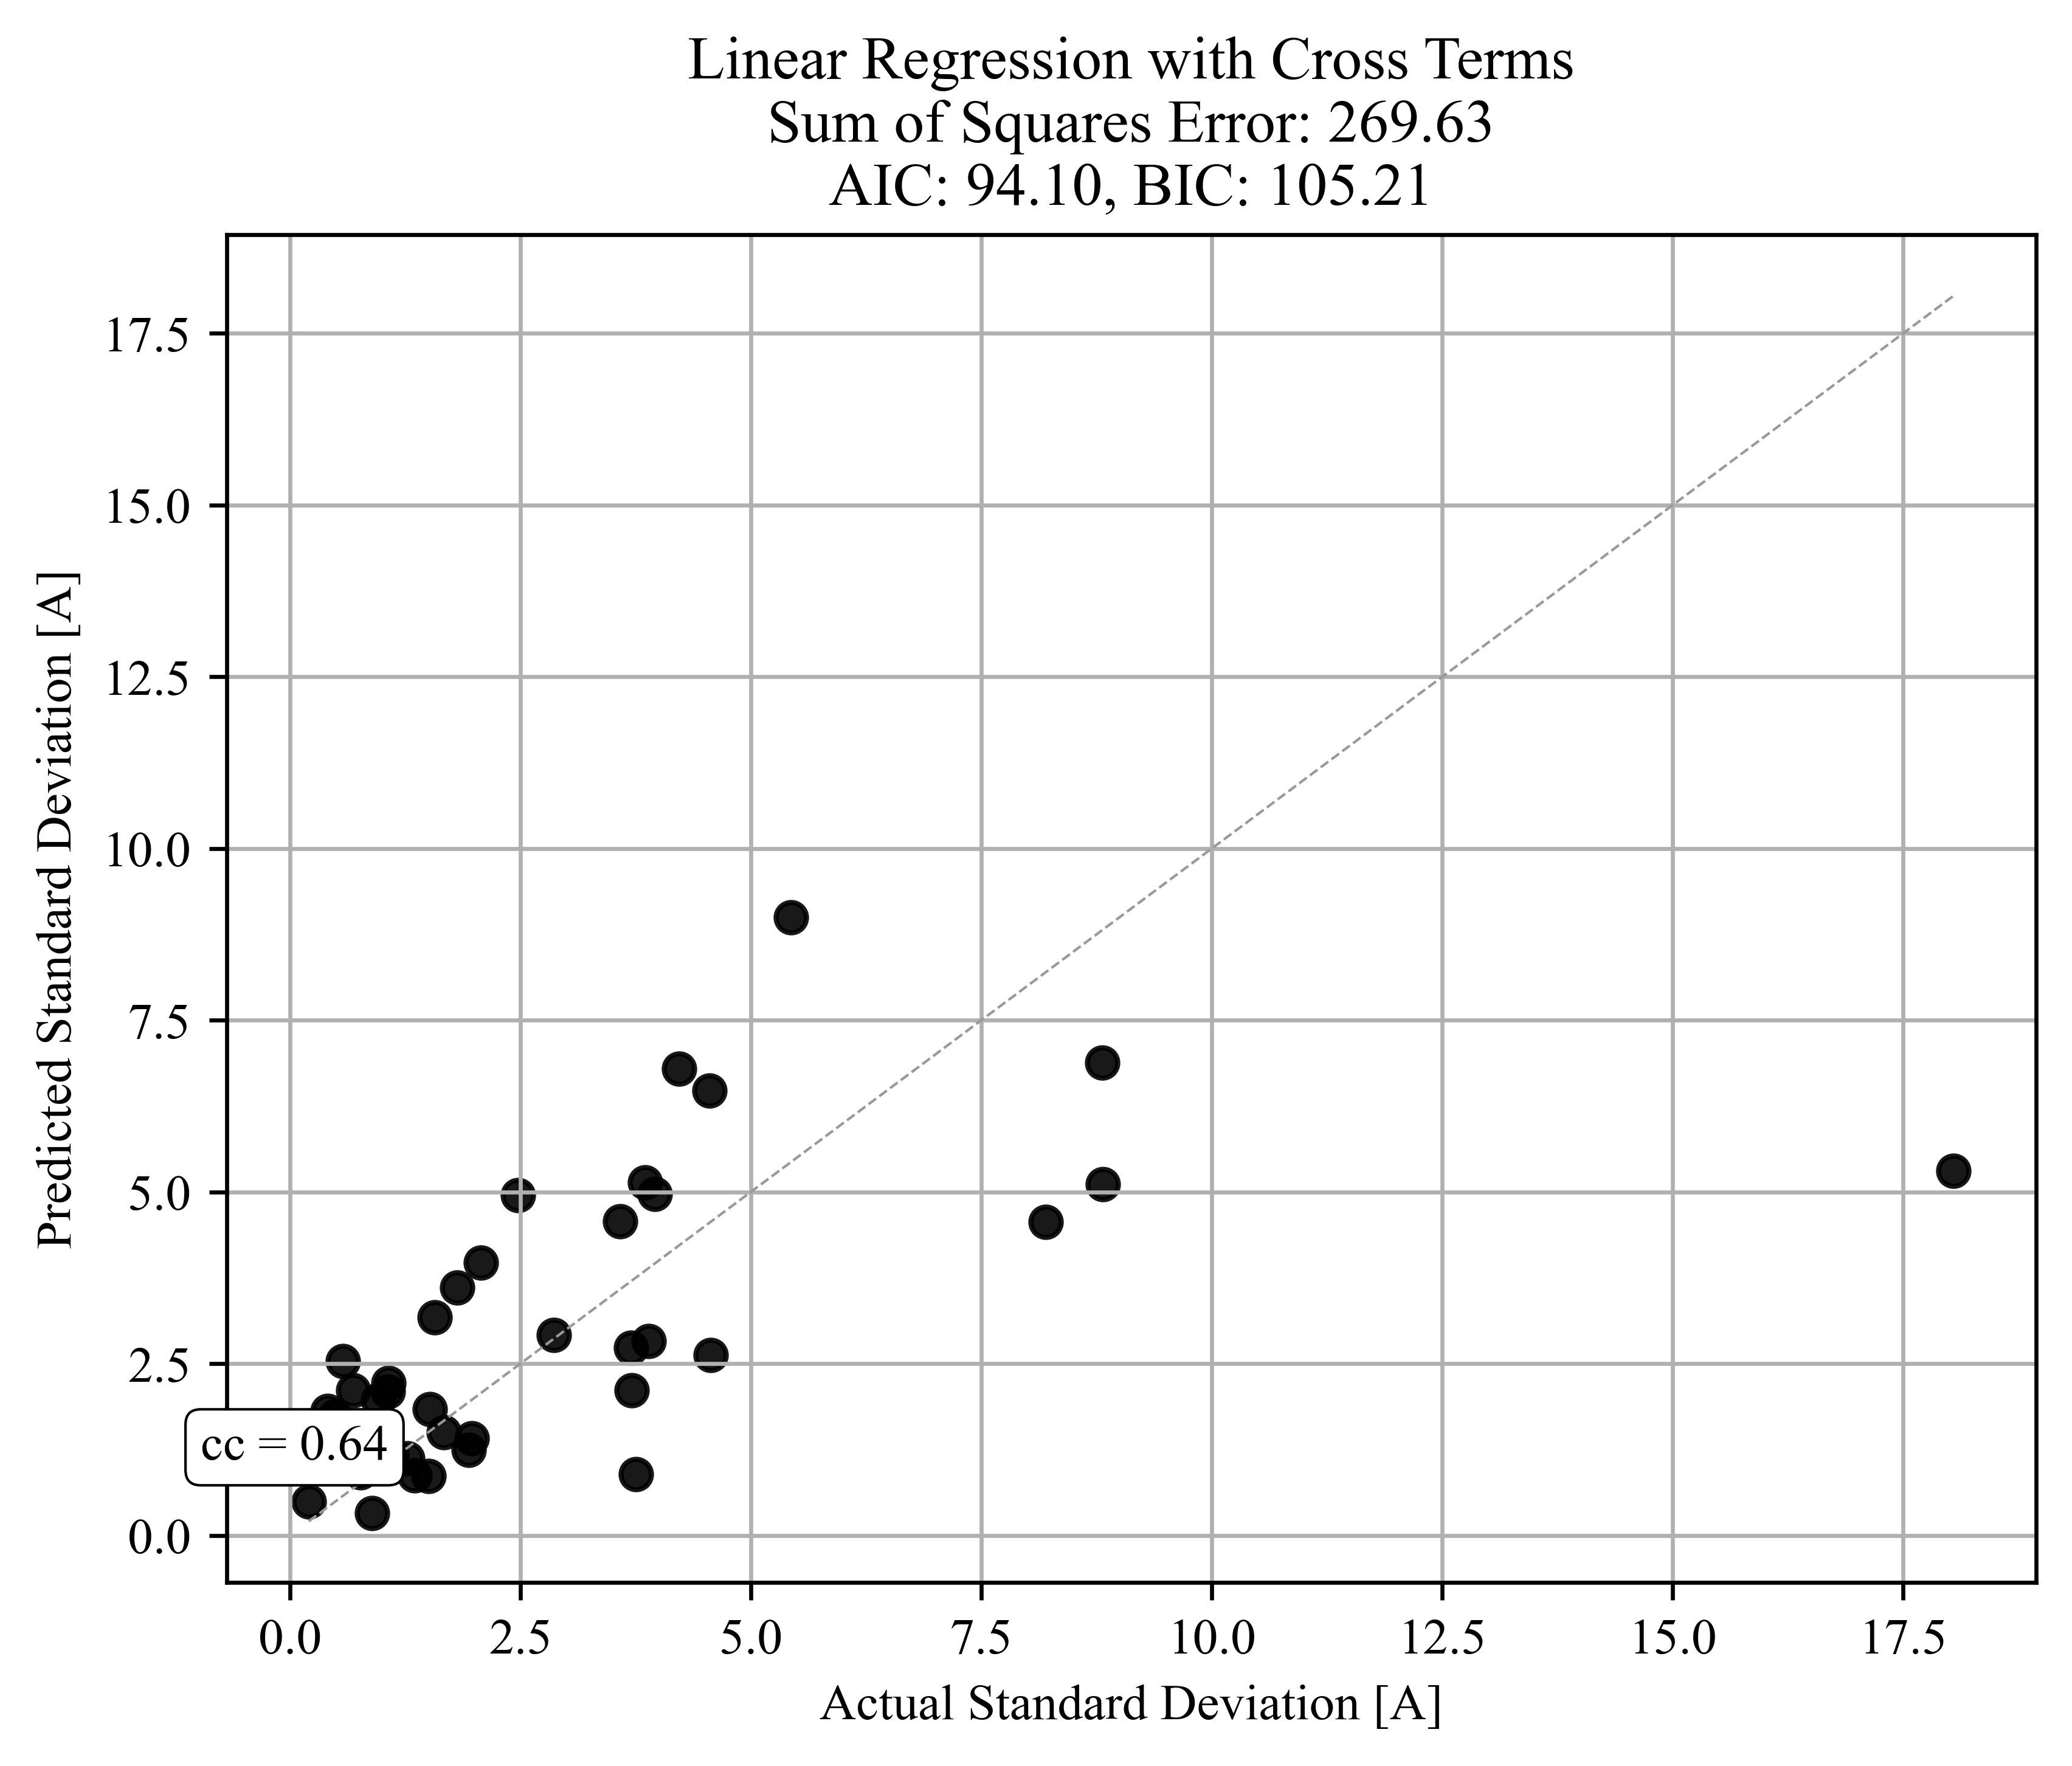 Linear Regression with Cross Terms
Sum of Squares Error: 269.63
AIC: 94.10, BIC: 105.21
Predicted Standard Deviation [A]
17.5
15.0
12.5
10.0
7.5
5.0
2.5
0.0
cc = 0.64
0.0 2.5 5.0 7.5 10.0 12.5 15.0 17.5
Actual Standard Deviation [A]